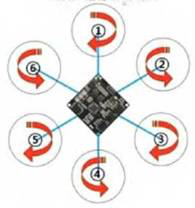 ①
⑥ ②
⑤ ③
④